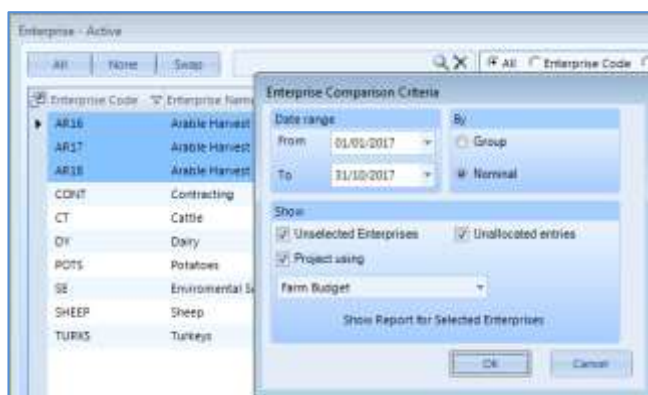 Enterprise - Active
All None Swap All Enterprise Code
Enterprise Code Enterprise Name
AR16 Arable Harvest
AR17 Arable Harvest
AR18 Arable Harvest
CONT Contracting
CT Cattle
DY Dairy
POTS Potatoes
SE Enviromental
SHEEP Sheep
TURKS Turkeys
Enterprise Comparison Criteria
Date range
From 01/01/2017
To 31/10/2017
By
Group
Nominal
Show
Unselected Enterprises Unallocated entries
Project using
Farm Budget
Show Report for Selected Enterprises
OK Cancel